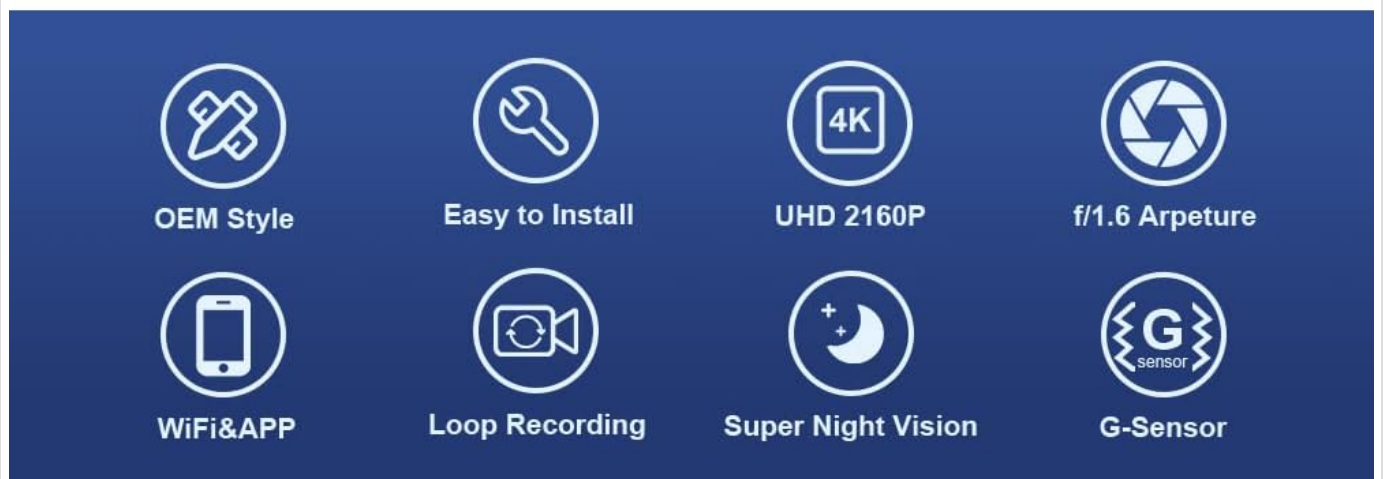 4K
OEM Style
Easy to Install
UHD 2160P
f/1.6 Arpeture
G
sensor
WiFi&APP
Loop Recording
Super Night Vision
G-Sensor